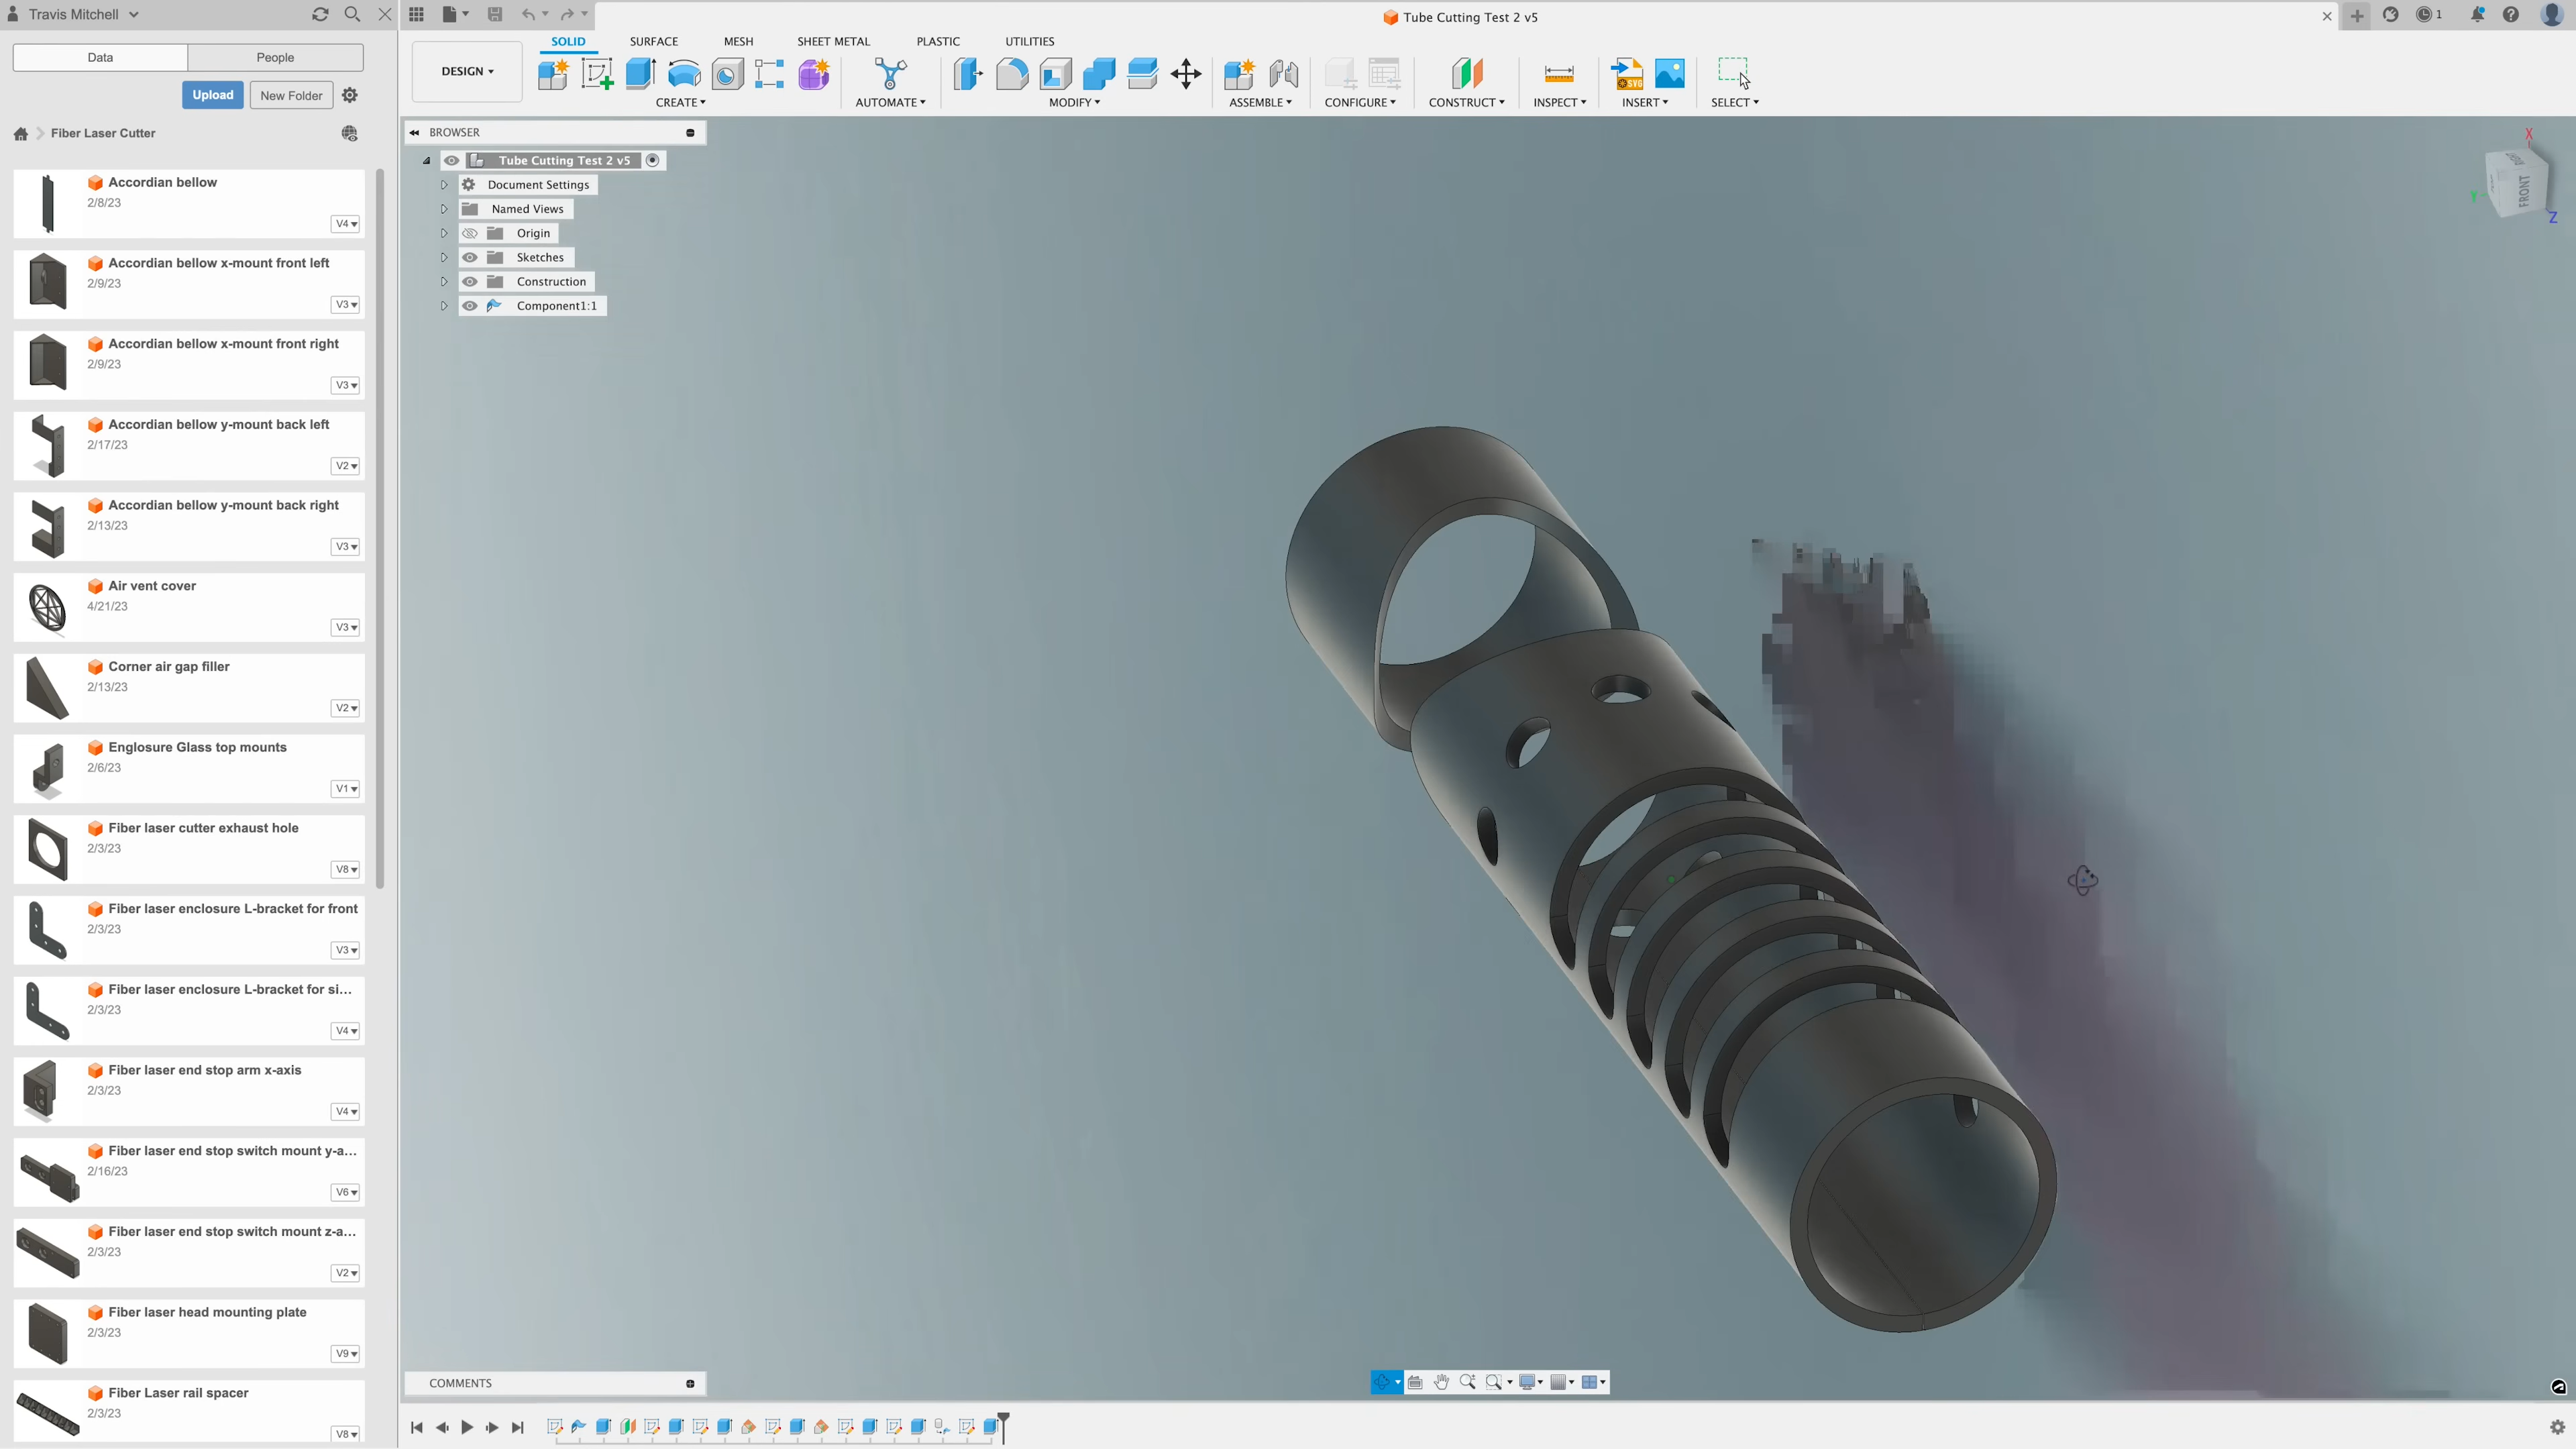 Travis Mitchell
Tube Cutting Test 2 v5
1
Data
People
Upload
New Folder
Fiber Laser Cutter
Accordian bellow
2/8/23
V4
Accordian bellow x-mount front left
2/9/23
V3
Accordian bellow x-mount front right
2/9/23
V3
Accordian bellow y-mount back left
2/17/23
V2
Accordian bellow y-mount back right
2/13/23
V3
Air vent cover
4/21/23
V3
Corner air gap filler
2/13/23
V2
Englosure Glass top mounts
2/6/23
V1
Fiber laser cutter exhaust hole
2/3/23
V8
Fiber laser enclosure L-bracket for front
2/3/23
V3
Fiber laser enclosure L-bracket for si...
2/3/23
V4
Fiber laser end stop arm x-axis
2/3/23
V4
Fiber laser end stop switch mount y-a...
2/16/23
V6
Fiber laser end stop switch mount z-a...
2/3/23
V2
Fiber laser head mounting plate
2/3/23
V9
Fiber Laser rail spacer
2/3/23
V8
DESIGN
SOLID
SURFACE
MESH
SHEET METAL
PLASTIC
UTILITIES
CREATE
AUTOMATE
MODIFY
ASSEMBLE
CONFIGURE
CONSTRUCT
INSPECT
INSERT
SVG
SELECT
BROWSER
Tube Cutting Test 2 v5
Document Settings
Named Views
Origin
Sketches
Construction
Component1:1
X
Y
Z
FRONT
COMMENTS